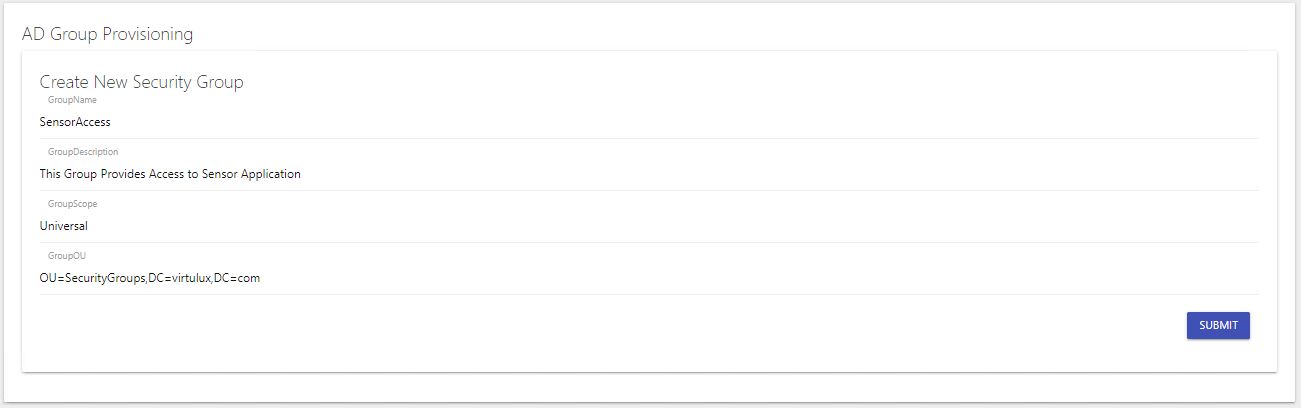 AD Group Provisioning
Create New Security Group
GroupName
SensorAccess
GroupDescription
This Group Provides Access to Sensor Application
GroupScope
Universal
GroupOU
OU=SecurityGroups,DC=virtulux,DC=com
SUBMIT